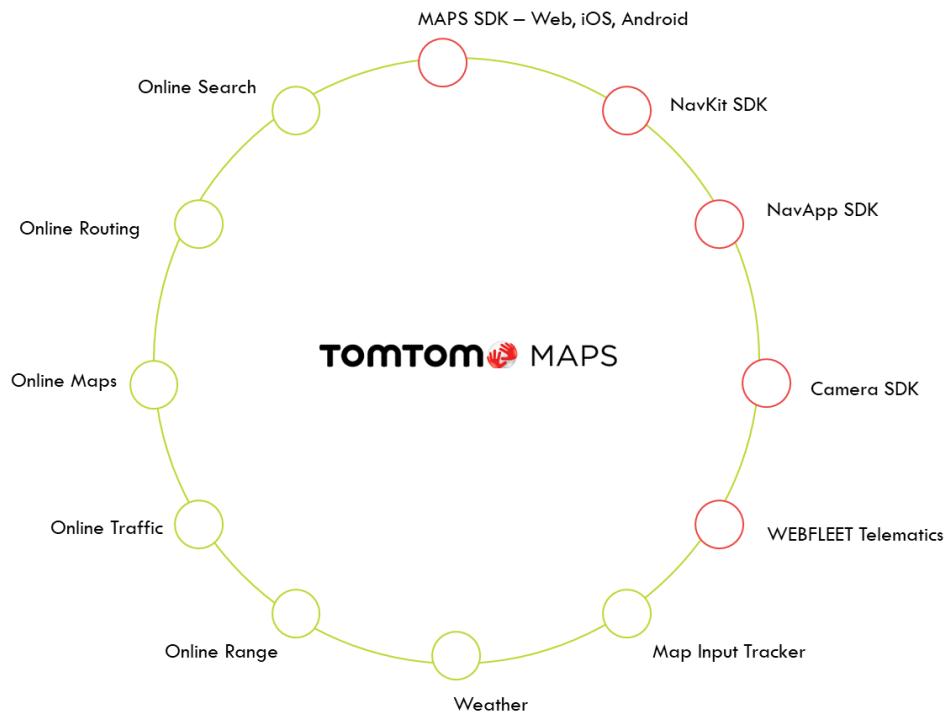 MAPS SDK – Web, iOS, Android
Online Search
NavKit SDK
NavApp SDK
Online Routing
TOMTOM MAPS
Online Maps
Camera SDK
Online Traffic
WEBFLEET Telematics
Online Range
Map Input Tracker
Weather